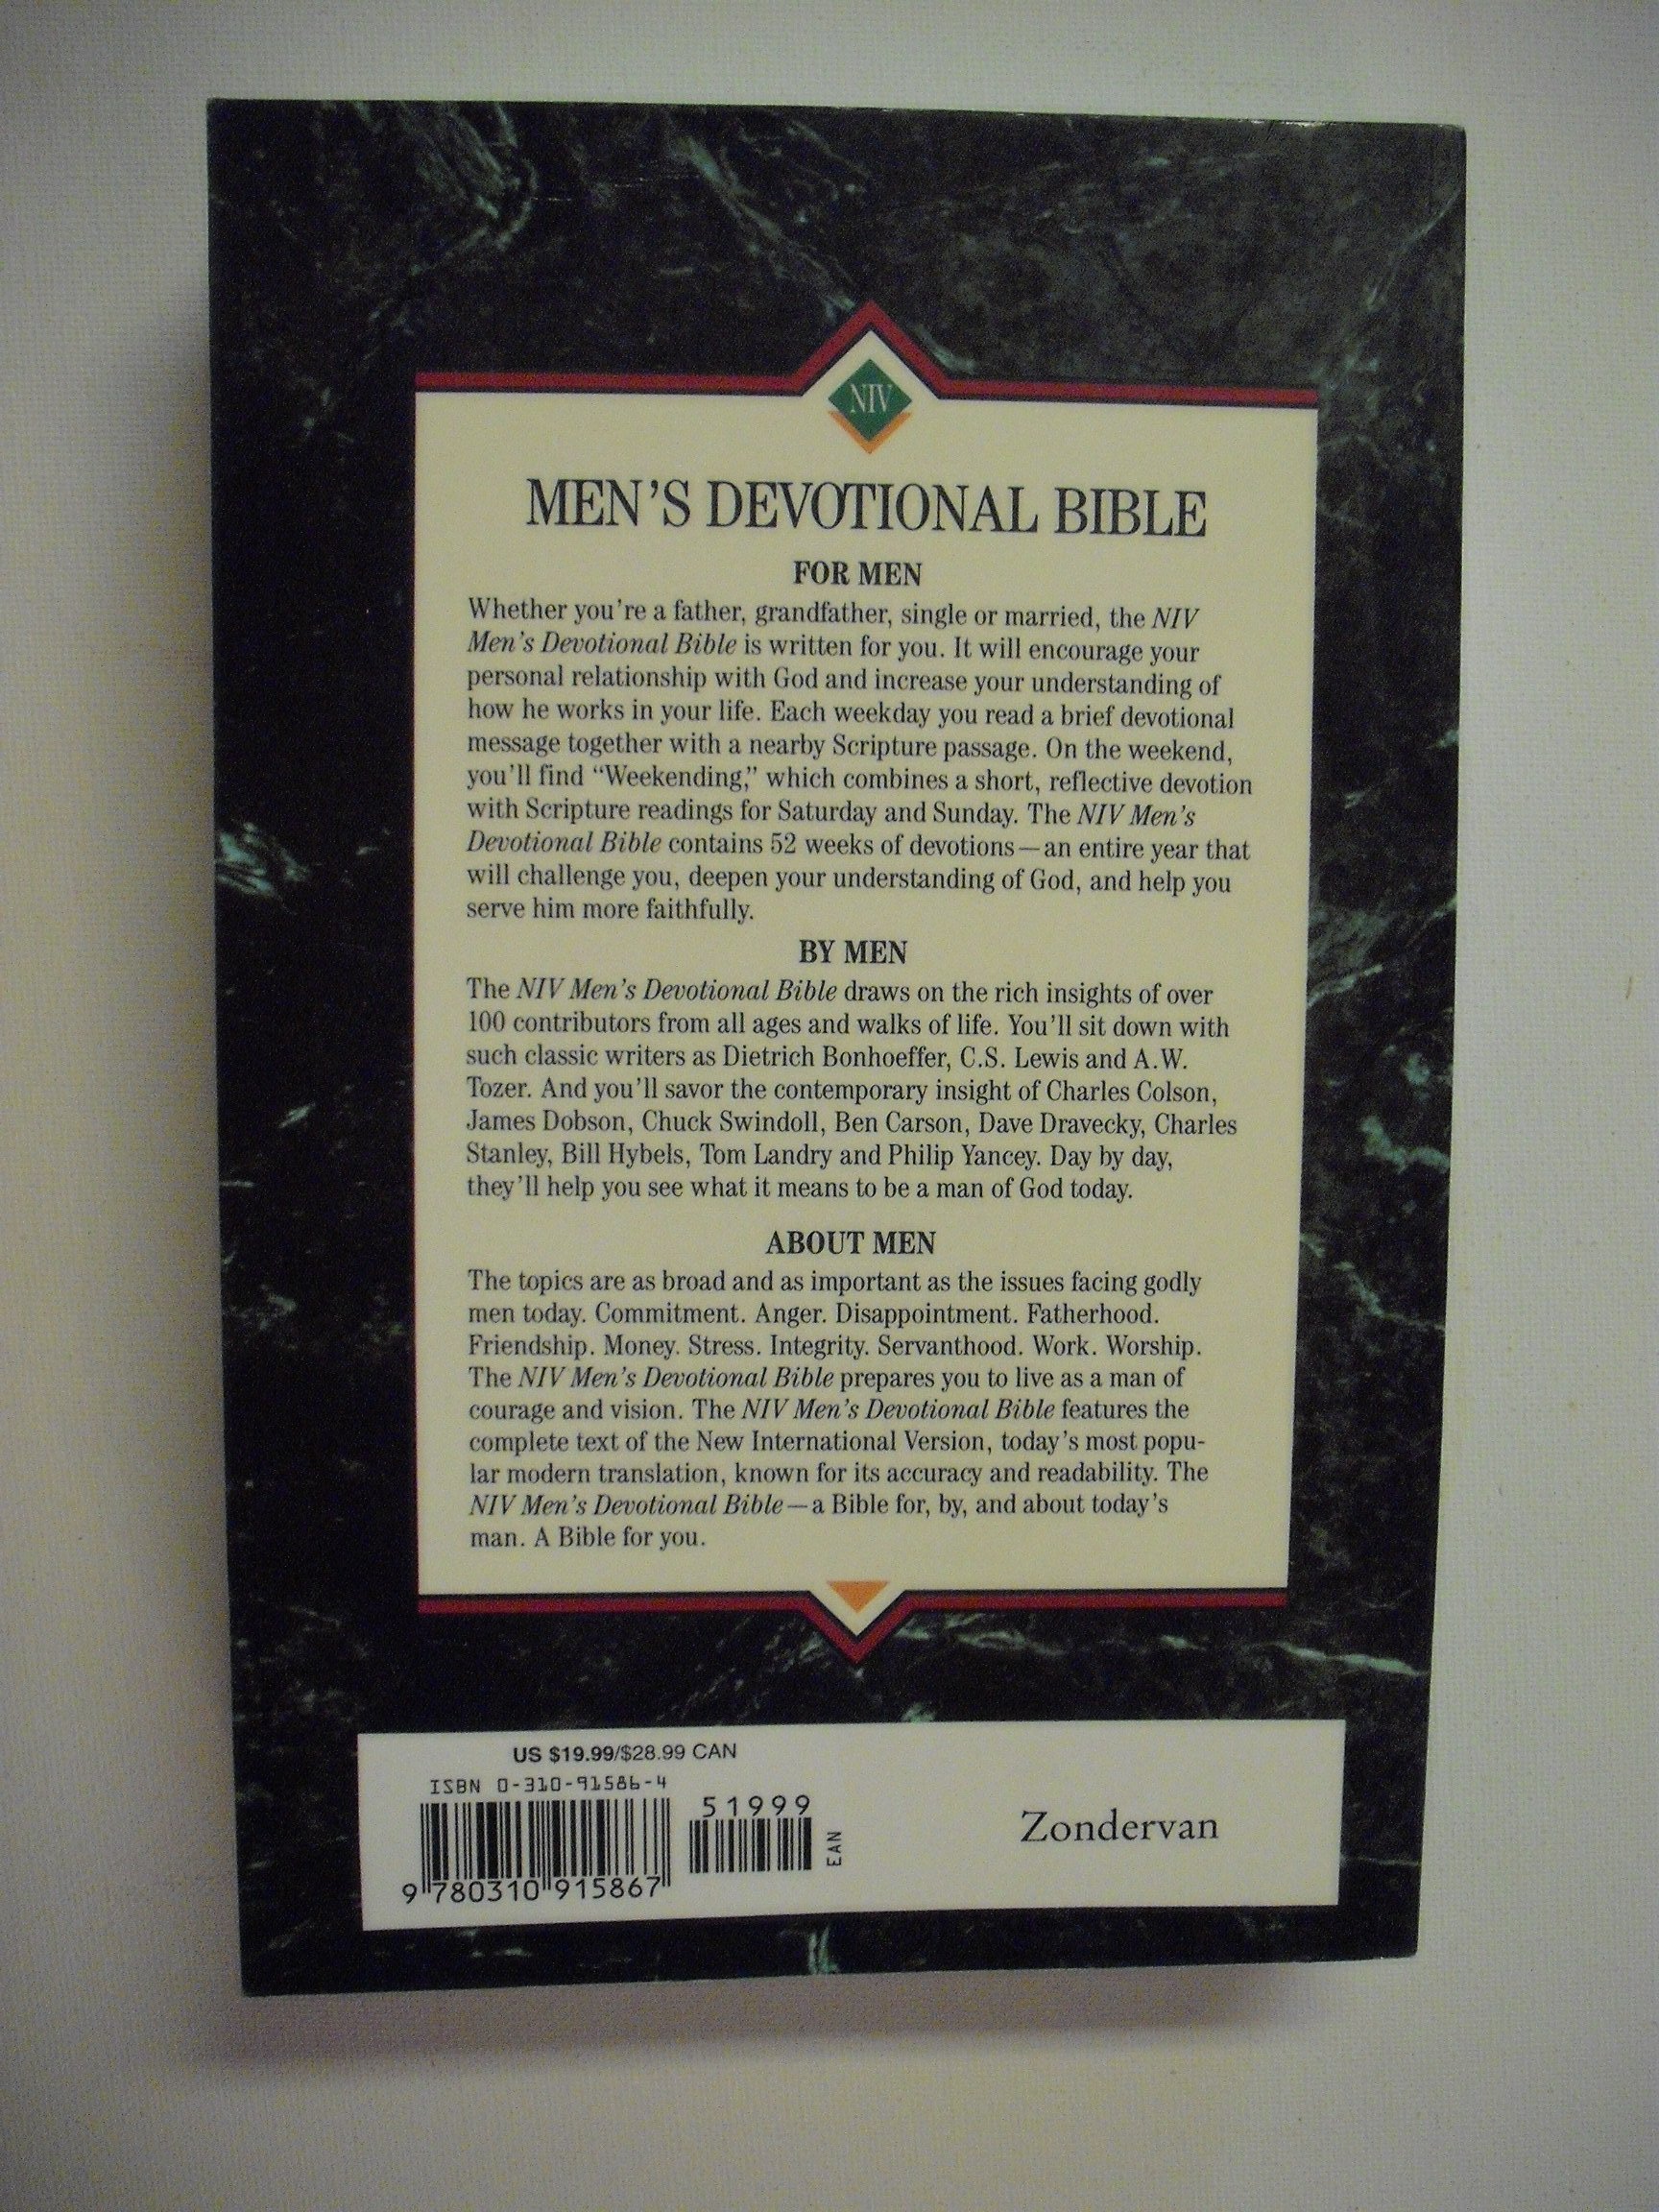 NIV
MEN'S DEVOTIONAL BIBLE
FOR MEN
Whether you're a father, grandfather, single or married, the NIV
Men's Devotional Bible is written for you. It will encourage your
personal relationship with God and increase your understanding of
how he works in your life. Each weekday you read a brief devotional
message together with a nearby Scripture passage. On the weekend,
you'll find “Weekending,” which combines a short, reflective devotion
with Scripture readings for Saturday and Sunday. The NIV Men's
Devotional Bible contains 52 weeks of devotions—an entire year that
will challenge you, deepen your understanding of God, and help you
serve him more faithfully.
BY MEN
The NIV Men's Devotional Bible draws on the rich insights of over
100 contributors from all ages and walks of life. You'll sit down with
such classic writers as Dietrich Bonhoeffer, C.S. Lewis and A.W.
Tozer. And you'll savor the contemporary insight of Charles Colson,
James Dobson, Chuck Swindoll, Ben Carson, Dave Dravecky, Charles
Stanley, Bill Hybels, Tom Landry and Philip Yancey. Day by day,
they'll help you see what it means to be a man of God today.
ABOUT MEN
The topics are as broad and as important as the issues facing godly
men today. Commitment. Anger. Disappointment. Fatherhood.
Friendship. Money. Stress. Integrity. Servanthood. Work. Worship.
The NIV Men's Devotional Bible prepares you to live as a man of
courage and vision. The NIV Men's Devotional Bible features the
complete text of the New International Version, today's most popu-
lar modern translation, known for its accuracy and readability. The
NIV Men's Devotional Bible—a Bible for, by, and about today's
man. A Bible for you.
US $19.99/$28.99 CAN
ISBN 0-310-91586-4
51999
EAN
9 780310 915867
Zondervan